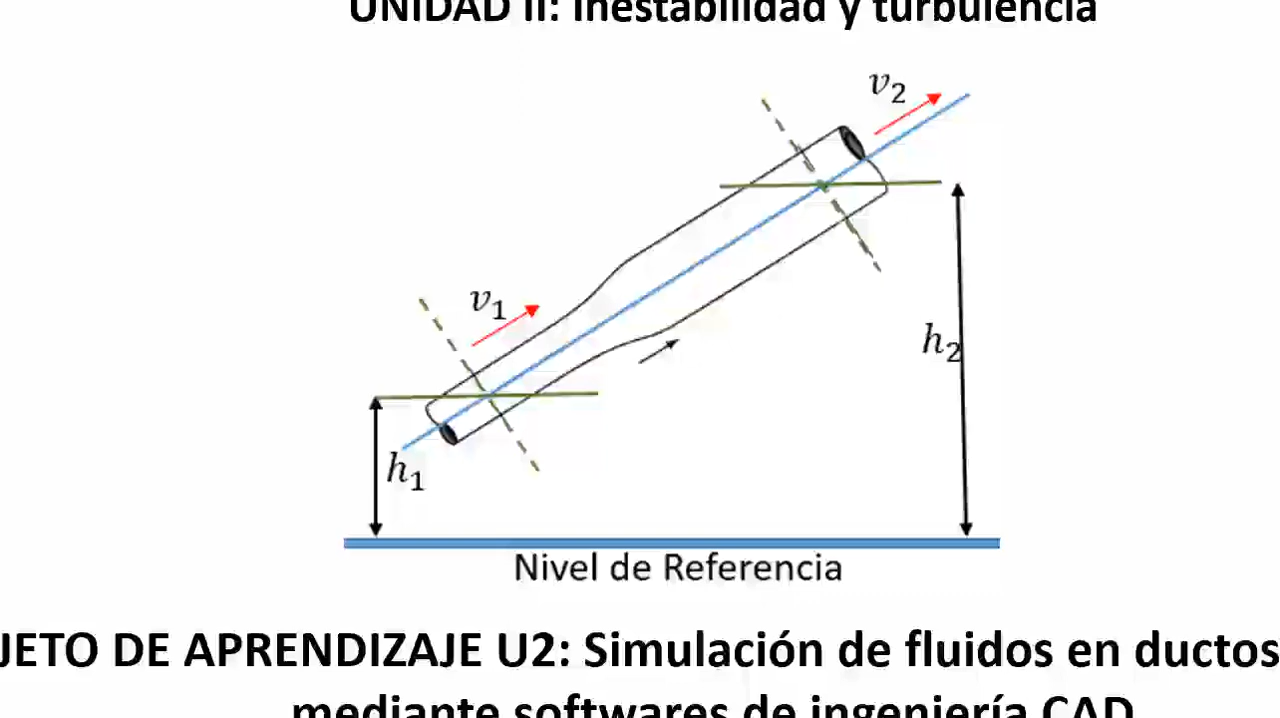 UNIDAD II: Inestabilidad y turbulencia
v₂
v₁
h₂
h₁
Nivel de Referencia
JETO DE APRENDIZAJE U2: Simulación de fluidos en ductos
mediante softwares de ingeniería CAD